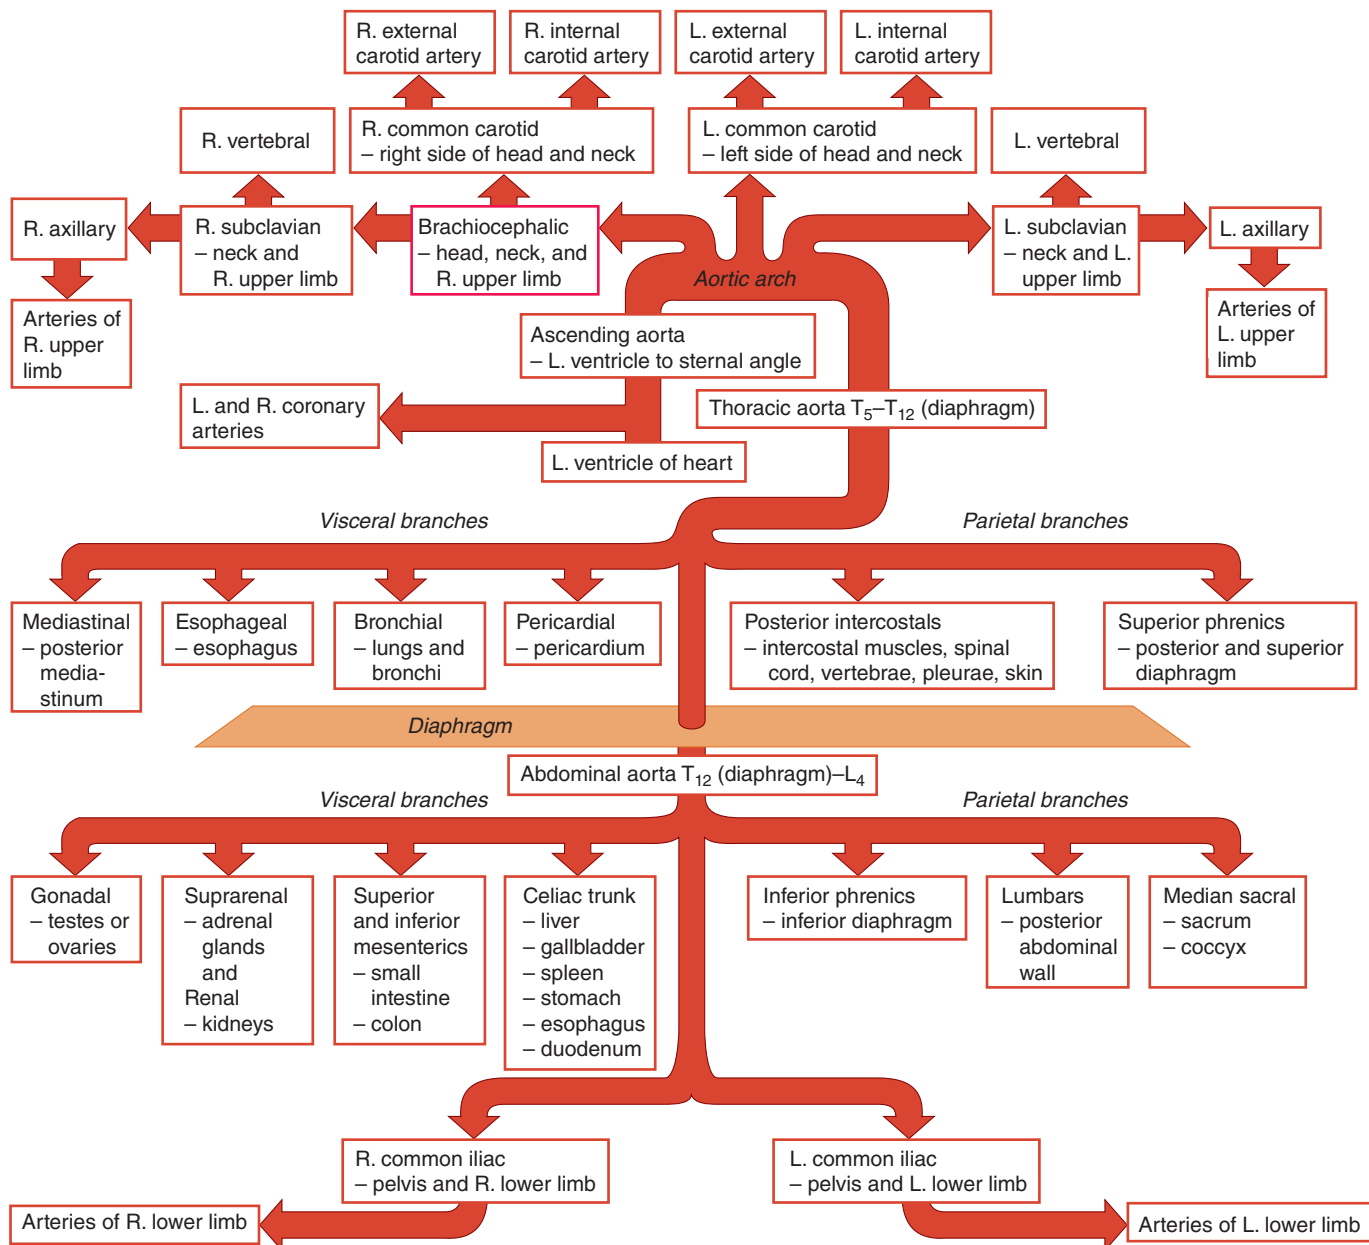 R. external
carotid artery
R. internal
carotid artery
L. external
carotid artery
L. internal
carotid artery
R. vertebral
R. common carotid
– right side of head and neck
L. common carotid
– left side of head and neck
L. vertebral
R. axillary
R. subclavian
– neck and
R. upper limb
Brachiocephalic
– head, neck, and
R. upper limb
Aortic arch
L. subclavian
– neck and L.
upper limb
L. axillary
Arteries of
R. upper
limb
Ascending aorta
– L. ventricle to sternal angle
Arteries of
L. upper
limb
L. and R. coronary
arteries
Thoracic aorta T5–T12 (diaphragm)
L. ventricle of heart
Visceral branches
Parietal branches
Mediastinal
– posterior
media-
stinum
Esophageal
– esophagus
Bronchial
– lungs and
bronchi
Pericardial
– pericardium
Posterior intercostals
– intercostal muscles, spinal
cord, vertebrae, pleurae, skin
Superior phrenics
– posterior and superior
diaphragm
Diaphragm
Abdominal aorta T12 (diaphragm)–L4
Visceral branches
Parietal branches
Gonadal
– testes or
ovaries
Suprarenal
– adrenal
glands
and
Renal
– kidneys
Superior
and inferior
mesenterics
– small
intestine
– colon
Celiac trunk
– liver
– gallbladder
– spleen
– stomach
– esophagus
– duodenum
Inferior phrenics
– inferior diaphragm
Lumbars
– posterior
abdominal
wall
Median sacral
– sacrum
– coccyx
R. common iliac
– pelvis and R. lower limb
L. common iliac
– pelvis and L. lower limb
Arteries of R. lower limb
Arteries of L. lower limb